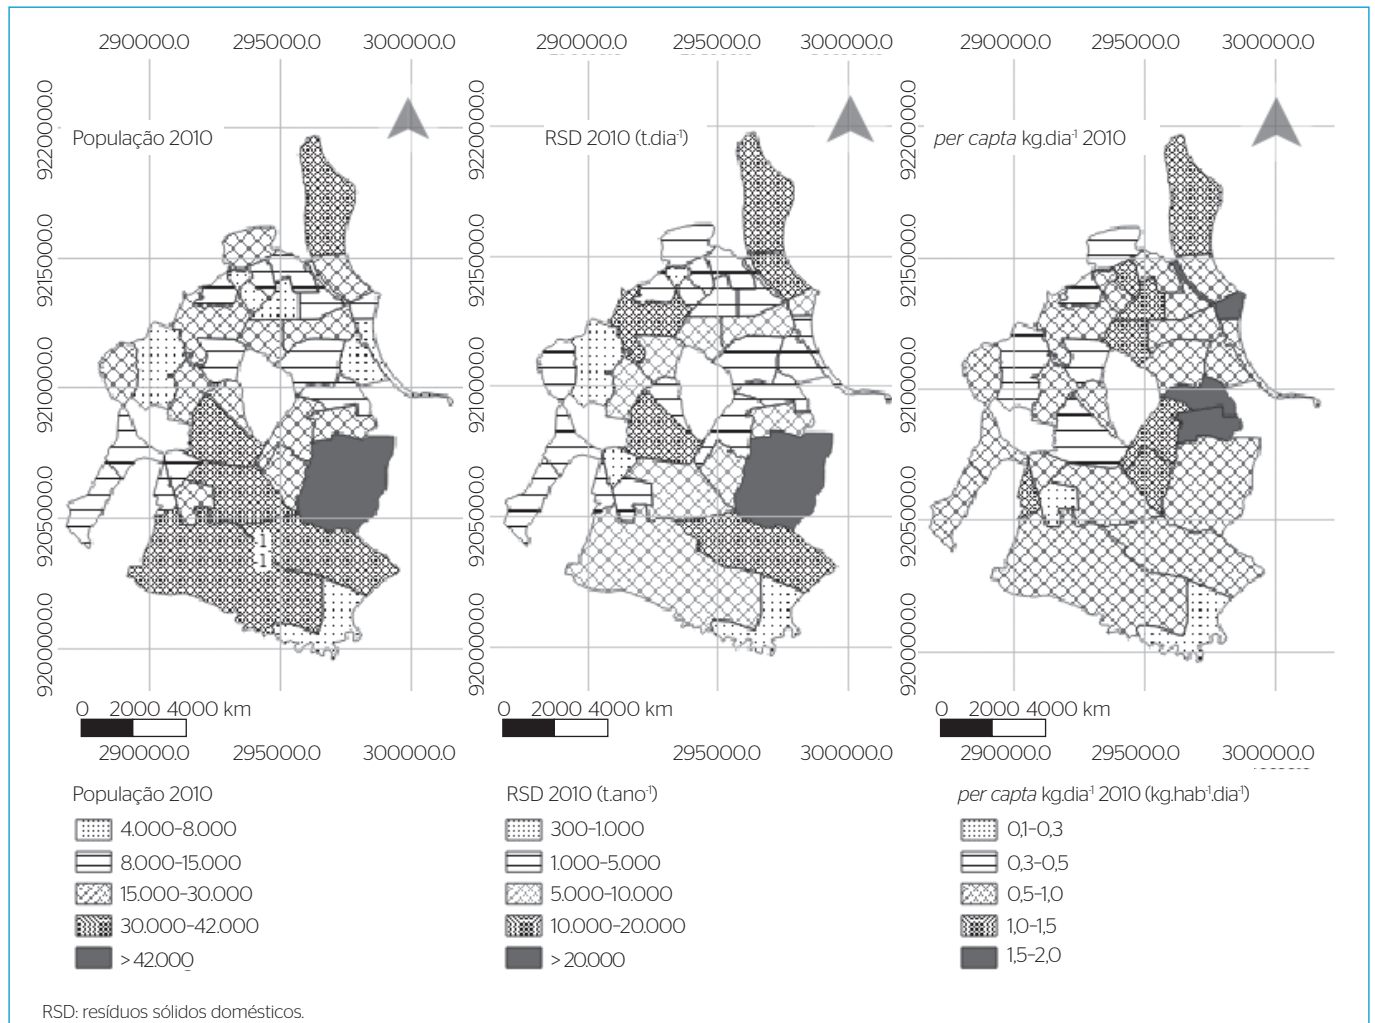 290000.0 295000.0 300000.0
290000.0 295000.0 300000.0
290000.0 295000.0 300000.0
9220000.0
9215000.0
9210000.0
9205000.0
9200000.0
População 2010
9220000.0
9215000.0
9210000.0
9205000.0
9200000.0
RSD 2010 (t.dia⁻¹)
9220000.0
9215000.0
9210000.0
9205000.0
9200000.0
per capta kg.dia⁻¹ 2010
1
-1
0 2000 4000 km
0 2000 4000 km
0 2000 4000 km
290000.0 295000.0 300000.0
295000.0 300000.0
290000.0 295000.0 300000.0
População 2010
4.000-8.000
8.000-15.000
15.000-30.000
30.000-42.000
>42.000
RSD 2010 (t.ano⁻¹)
300-1.000
1.000-5.000
5.000-10.000
10.000-20.000
>20.000
per capta kg.dia⁻¹ 2010 (kg.hab⁻¹.dia⁻¹)
0,1-0,3
0,3-0,5
0,5-1,0
1,0-1,5
1,5-2,0
RSD: resíduos sólidos domésticos.